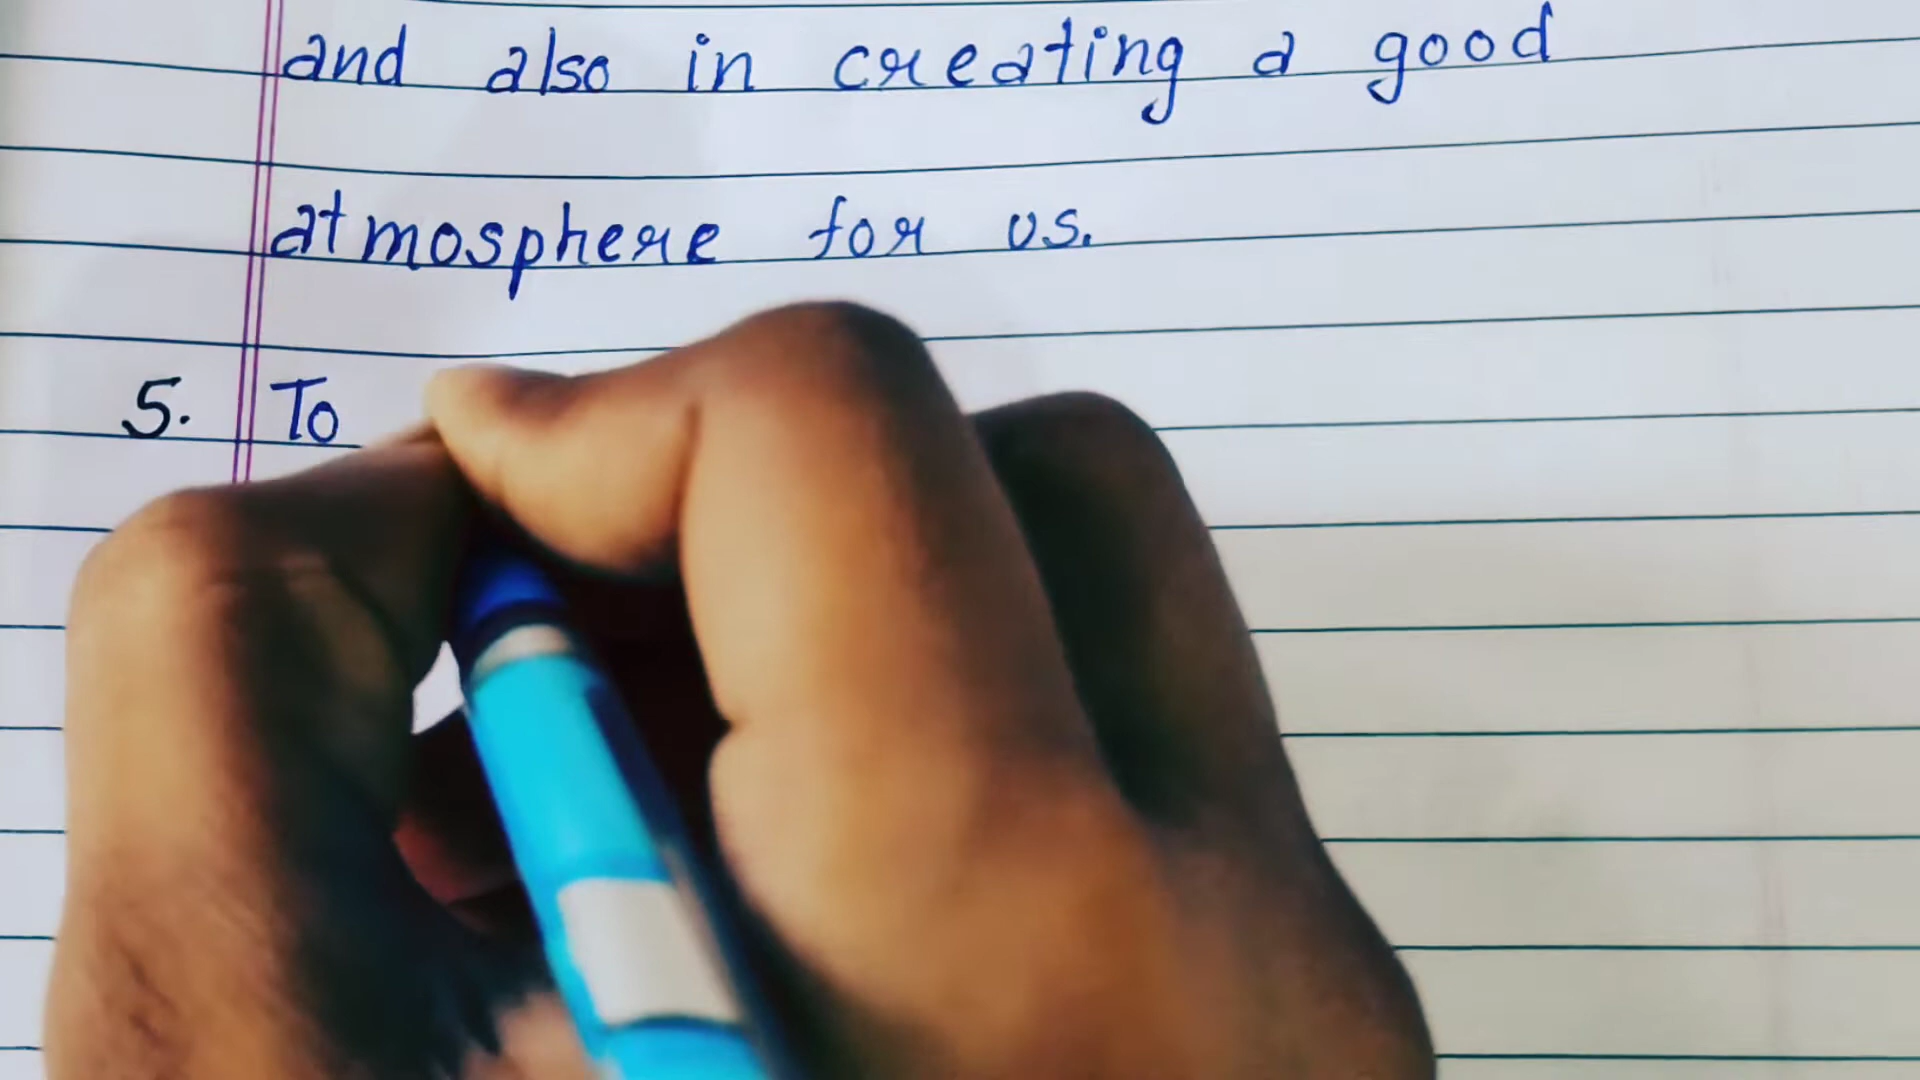 and also in creating a good
atmosphere for us.
5. To